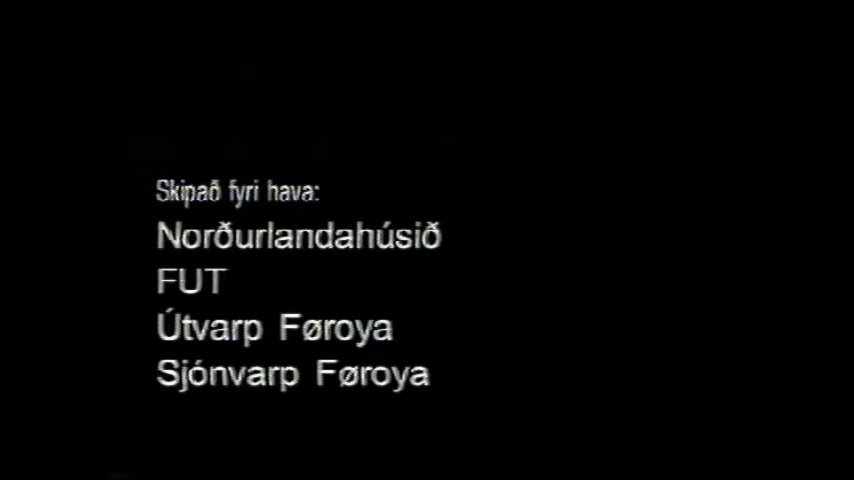 Skipað fyri hava:
Norðurlandahúsið
FUT
Útvarp Føroya
Sjónvarp Føroya